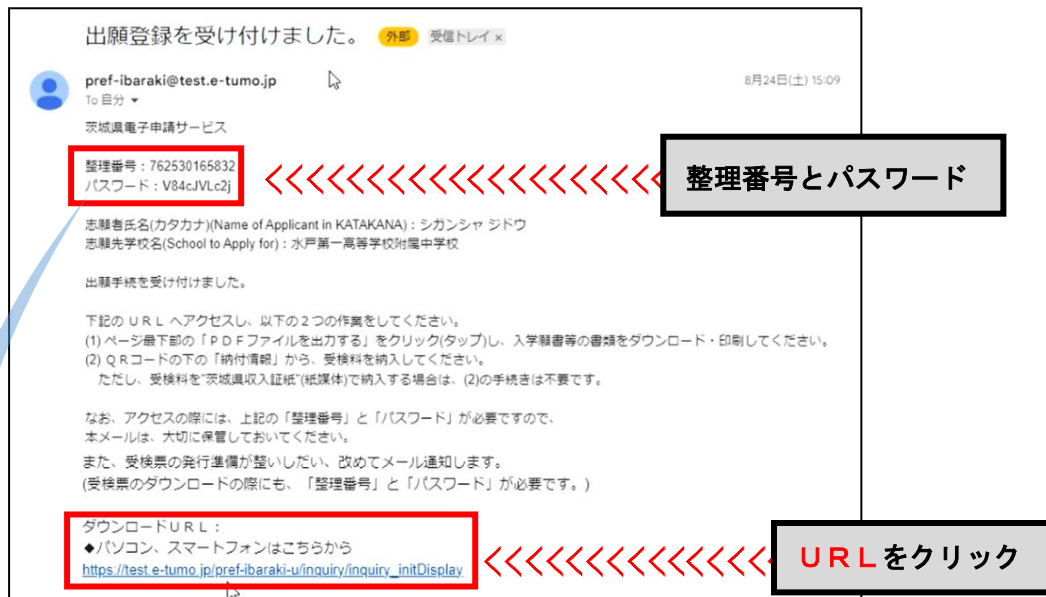 出願登録を受け付けました。 外部 受信トレイ ×
pref-ibaraki@test.e-tumo.jp 8月24日(土) 15:09
To 自分
茨城県電子申請サービス
整理番号：762530165832
パスワード：V84cJVLc2j
整理番号とパスワード
志願者氏名(カタカナ)(Name of Applicant in KATAKANA)：シガンシャ ジドウ
志願先学校名(School to Apply for)：水戸第一高等学校附属中学校
出願手続を受け付けました。
下記のＵＲＬへアクセスし、以下の２つの作業をしてください。
(1) ページ最下部の「ＰＤＦファイルを出力する」をクリック(タップ)し、入学願書等の書類をダウンロード・印刷してください。
(2) ＱＲコードの下の「納付情報」から、受検料を納入してください。
ただし、受検料を“茨城県収入証紙”(紙媒体)で納入する場合は、(2)の手続きは不要です。
なお、アクセスの際には、上記の「整理番号」と「パスワード」が必要ですので、
本メールは、大切に保管しておいてください。
また、受検票の発行準備が整いしだい、改めてメール通知します。
(受検票のダウンロードの際にも、「整理番号」と「パスワード」が必要です。)
ダウンロードＵＲＬ：
◆パソコン、スマートフォンはこちらから
https://test.e-tumo.jp/pref-ibaraki-u/inquiry/inquiry_initDisplay
ＵＲＬをクリック